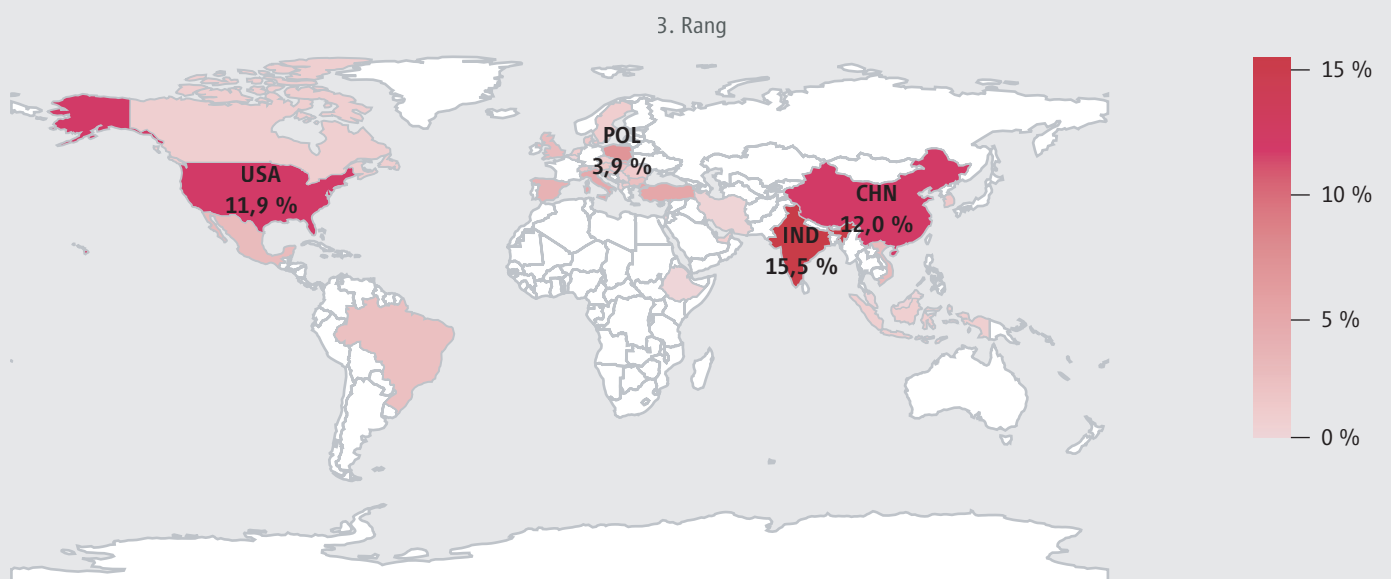 3. Rang
15 %
POL
3,9 %
USA
11,9 %
CHN
12,0 %
10 %
IND
15,5 %
5 %
0 %